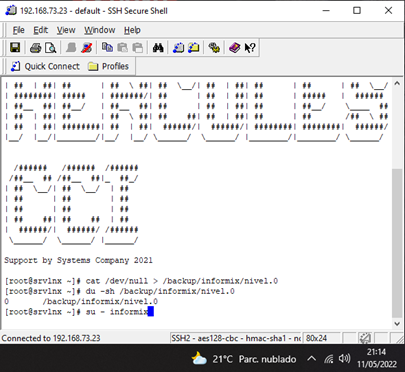 192.168.73.23 - default - SSH Secure Shell
File Edit View Window Help
Quick Connect Profiles
Support by Systems Company 2021
[root@srvlnx ~]# cat /dev/null > /backup/informix/nivel.0
[root@srvlnx ~]# du -sh /backup/informix/nivel.0
0 /backup/informix/nivel.0
[root@srvlnx ~]# su - informix
Connected to 192.168.73.23 SSH2 - aes128-cbc - hmac-sha1 - no 80x24
21°C Parc. nublado 21:14
11/05/2022